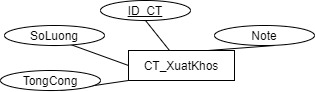 ID_CT
SoLuong
Note
CT_XuatKhos
TongCong